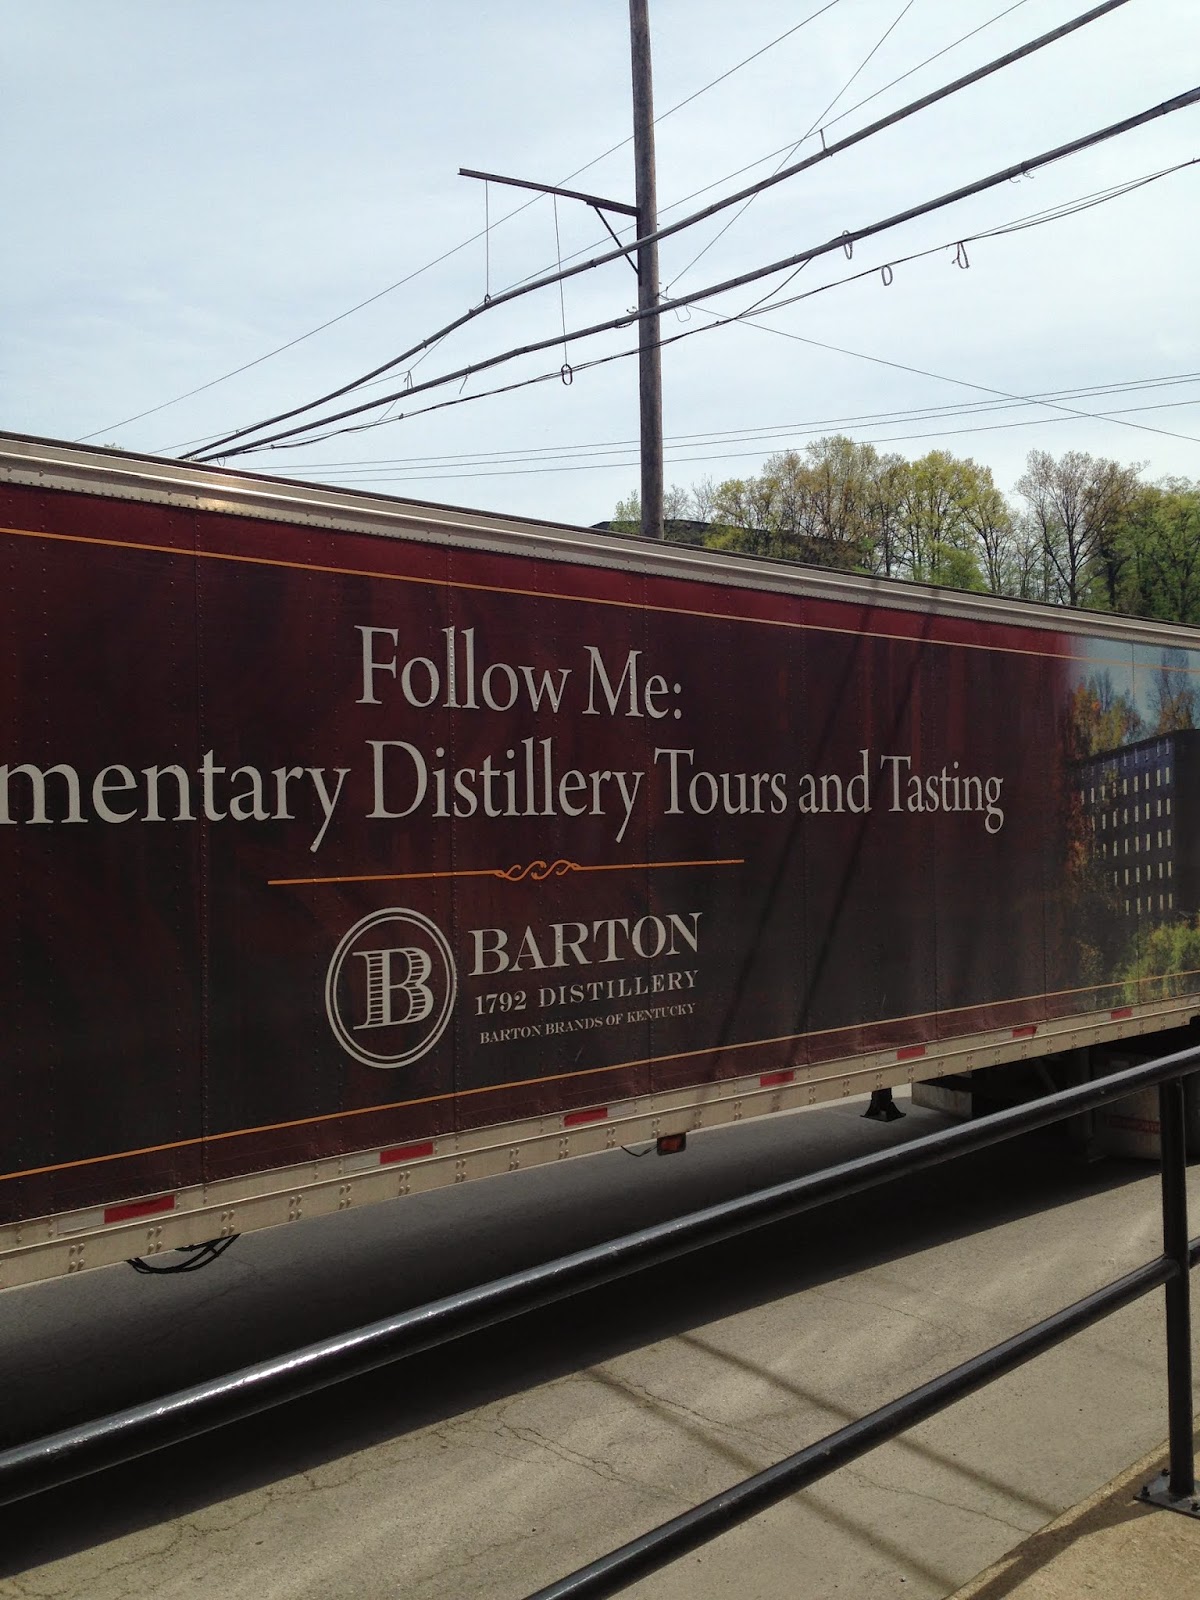 Follow Me:
mentary Distillery Tours and Tasting
B
BARTON
1792 DISTILLERY
BARTON BRANDS OF KENTUCKY